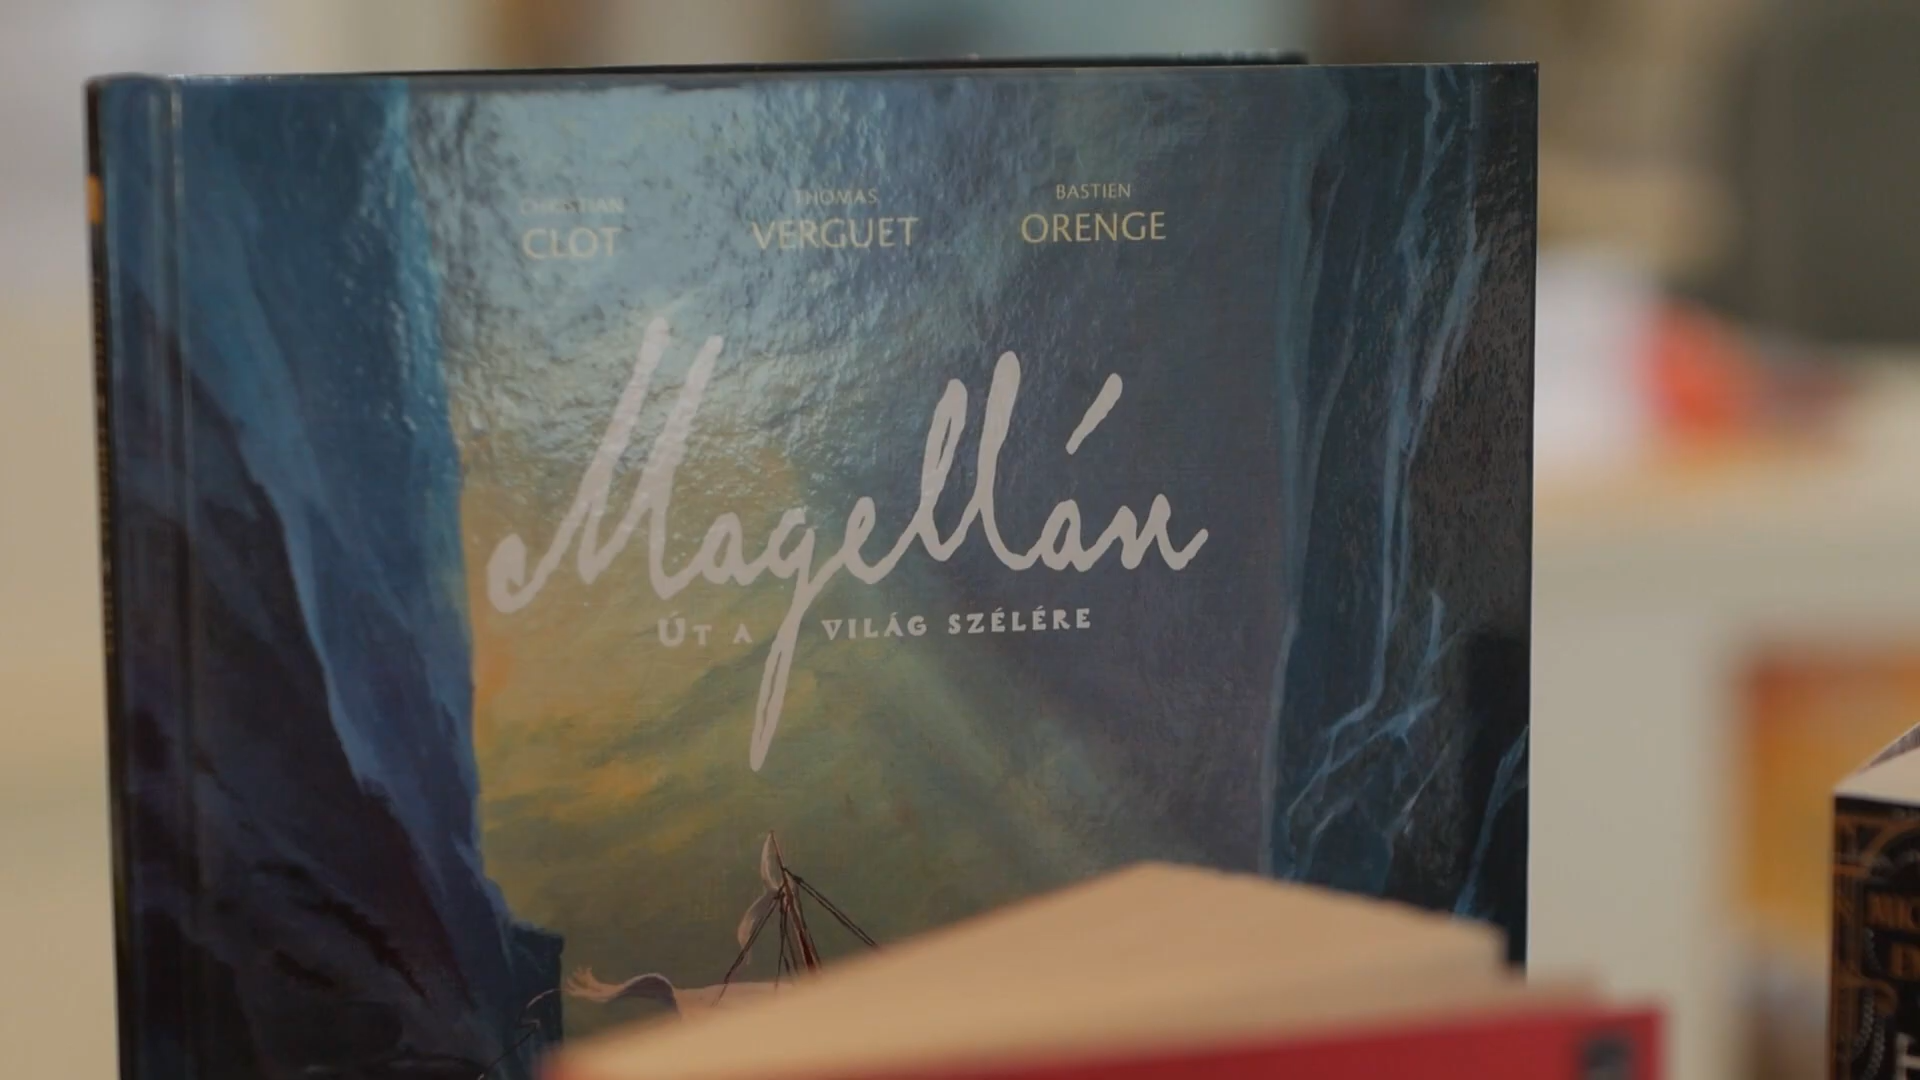 CHRISTIAN
CLOT
THOMAS
VERGUET
BASTIEN
ORENGE
Magellán
ÚT A VILÁG SZÉLÉRE